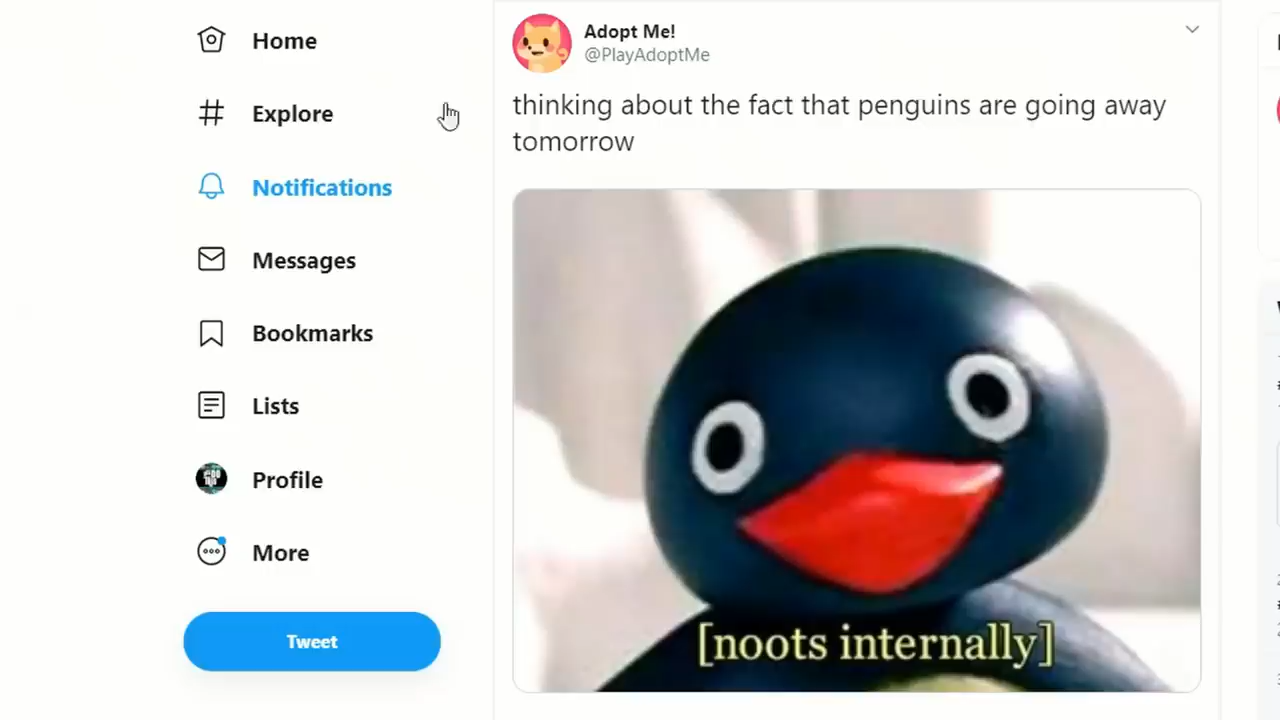 Home
Explore
Notifications
Messages
Bookmarks
Lists
Profile
More
Tweet
Adopt Me!
@PlayAdoptMe
thinking about the fact that penguins are going away
tomorrow
[noots internally]